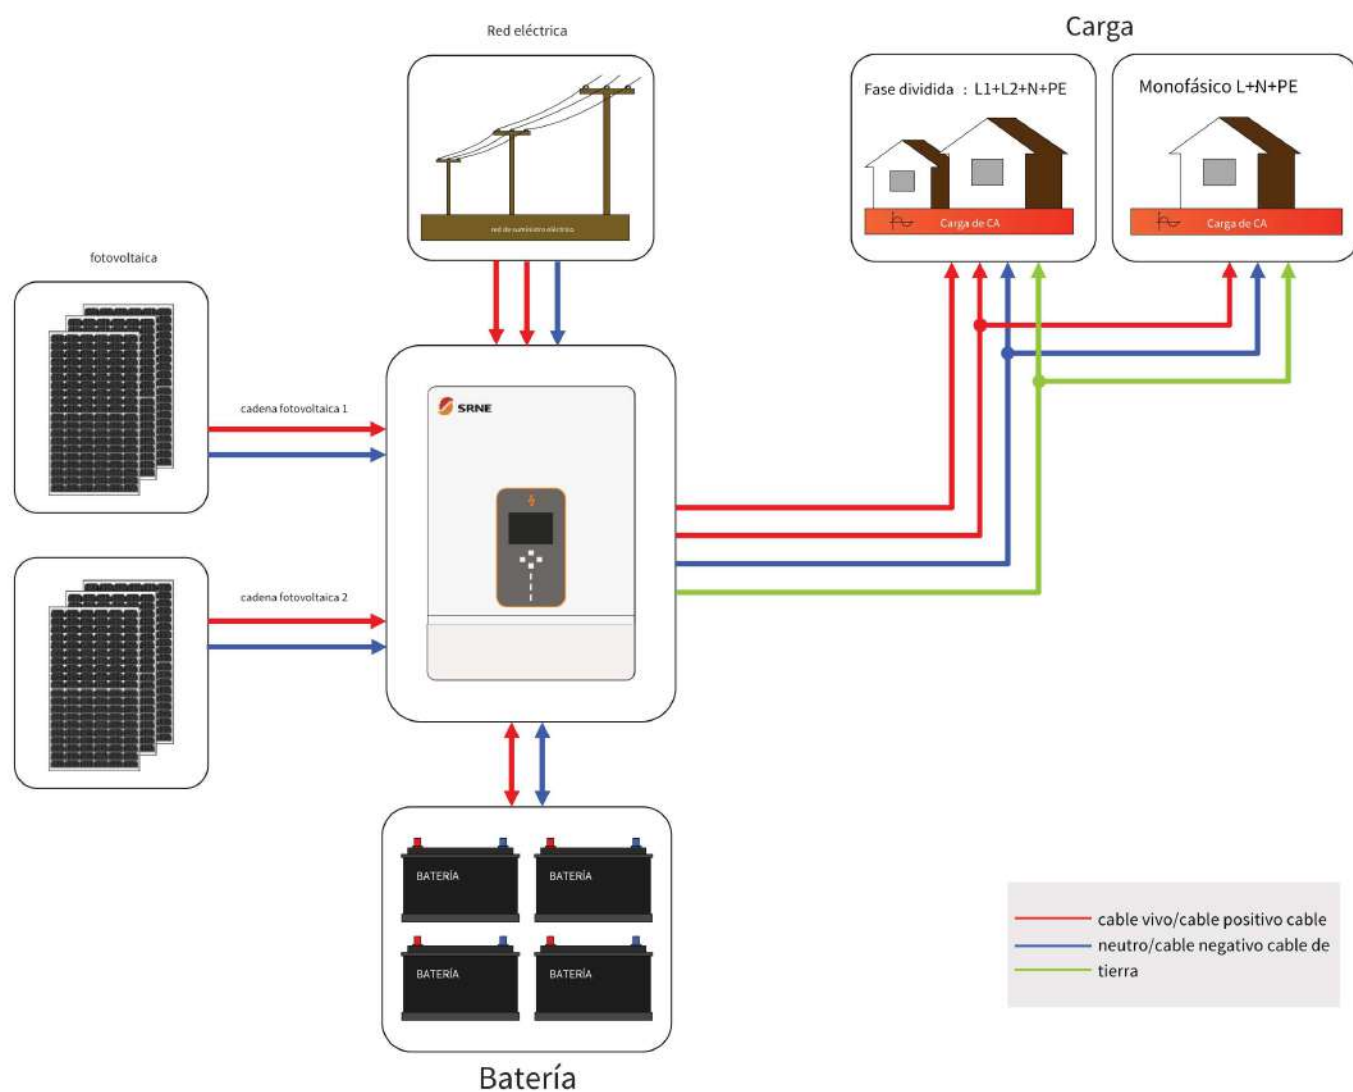 Red eléctrica
Carga
Fase dividida : L1+L2+N+PE
Monofásico L+N+PE
red de suministro eléctrico
Carga de CA
Carga de CA
fotovoltaica
cadena fotovoltaica 1
SRNE
cadena fotovoltaica 2
BATERÍA
BATERÍA
BATERÍA
BATERÍA
Batería
cable vivo/cable positivo cable
neutro/cable negativo cable de
tierra